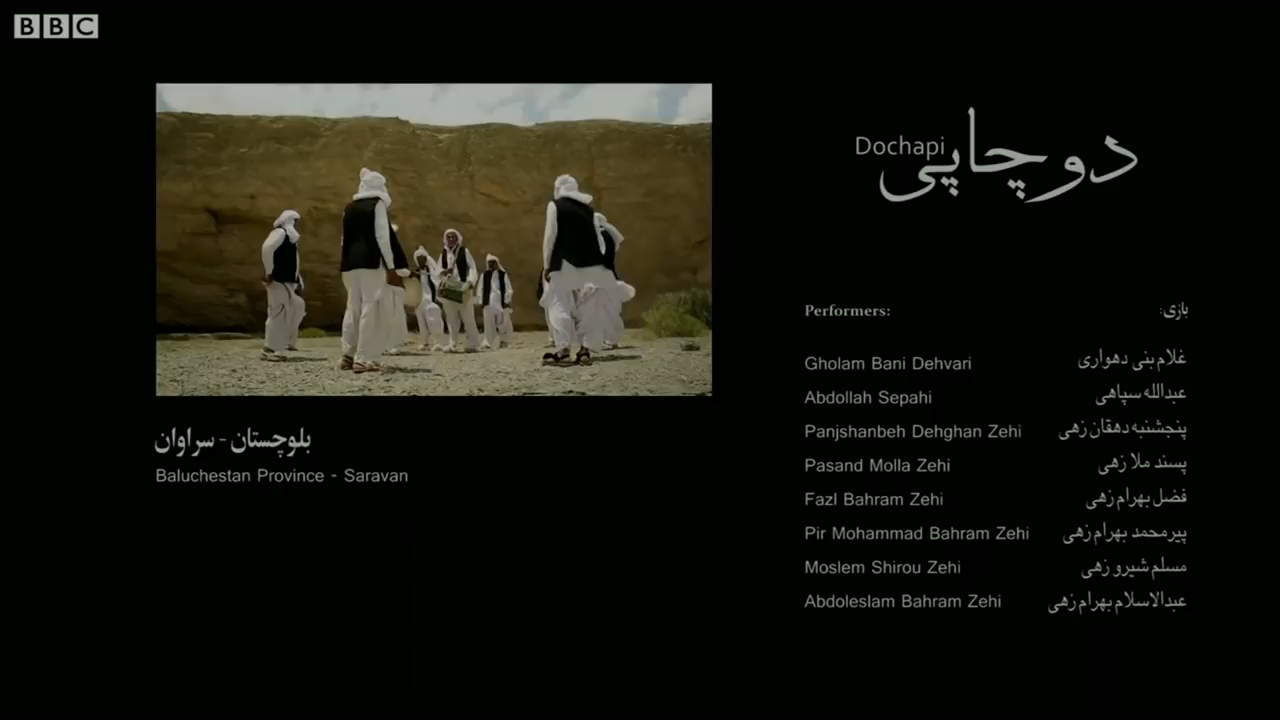 BBC
دوچاپی
Dochapi
Performers:
بازی:
Gholam Bani Dehvari
غلام بنی دهواری
Abdollah Sepahi
عبدالله سپاهی
Panjshanbeh Dehghan Zehi
پنجشنبه دهقان زهی
Pasand Molla Zehi
پسند ملا زهی
Fazl Bahram Zehi
فضل بهرام زهی
Pir Mohammad Bahram Zehi
پیرمحمد بهرام زهی
Moslem Shirou Zehi
مسلم شیرو زهی
Abdoleslam Bahram Zehi
عبدالاسلام بهرام زهی
بلوچستان - سراوان
Baluchestan Province - Saravan